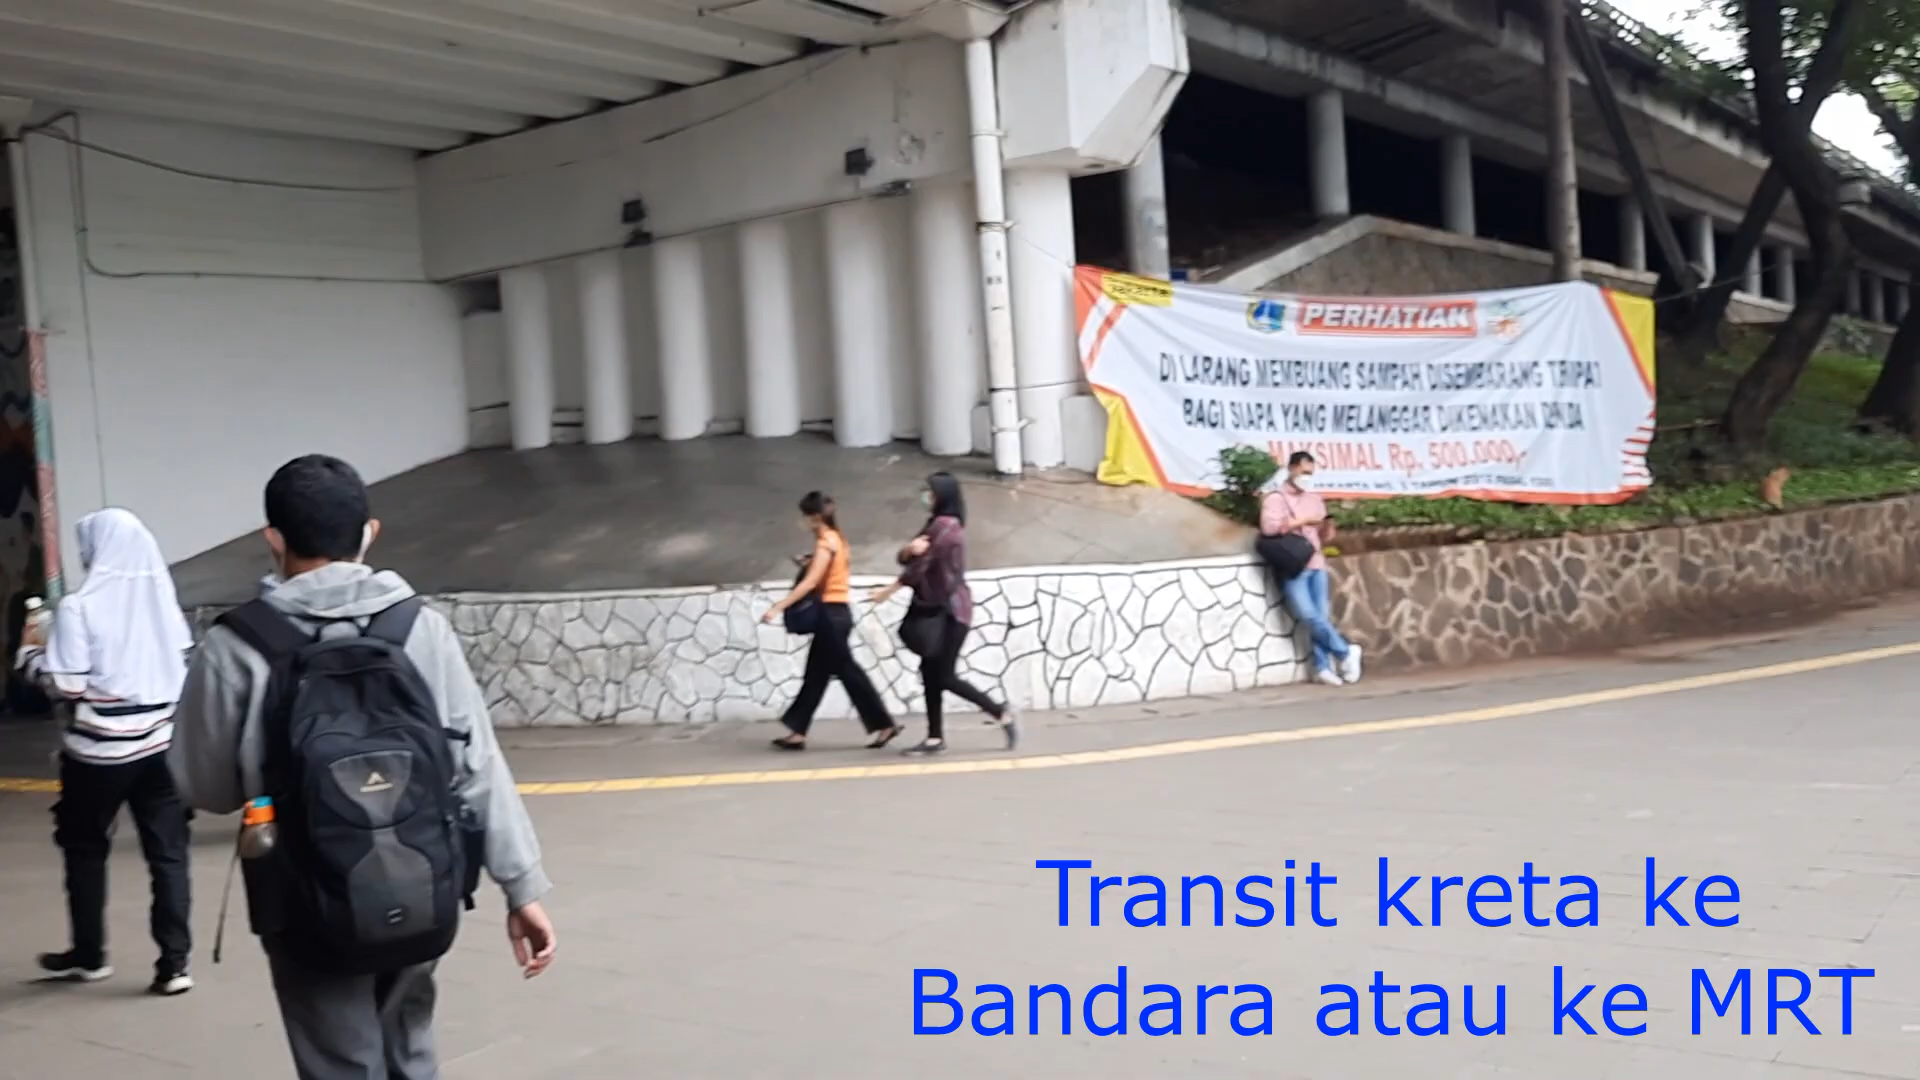 Jakarta
PERHATIAN
DI LARANG MEMBUANG SAMPAH DISEMBARANG TEMPAT
BAGI SIAPA YANG MELANGGAR DIKENAKAN DENDA
MAKSIMAL Rp. 500.000,-
Transit kreta ke
Bandara atau ke MRT